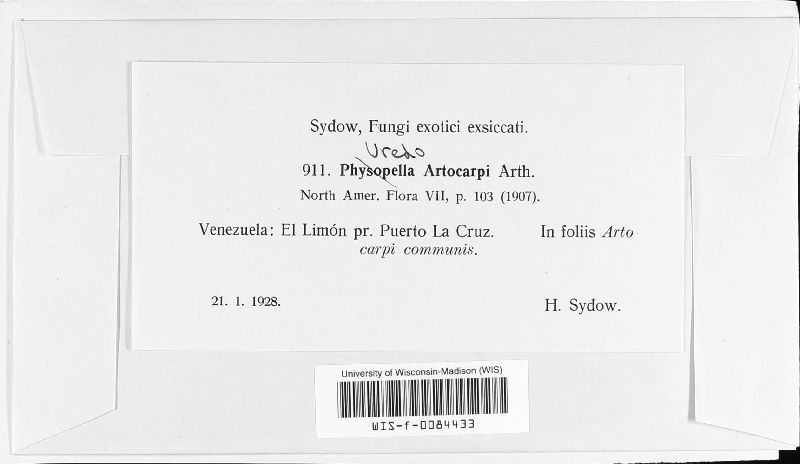 Sydow, Fungi exotici exsiccati.
Uredo
911. Physopella Artocarpi Arth.
North Amer. Flora VII, p. 103 (1907).
Venezuela: El Limón pr. Puerto La Cruz. In foliis Arto-
carpi communis.
21. 1. 1928. H. Sydow.
University of Wisconsin-Madison (WIS)
WIS-f-0084433